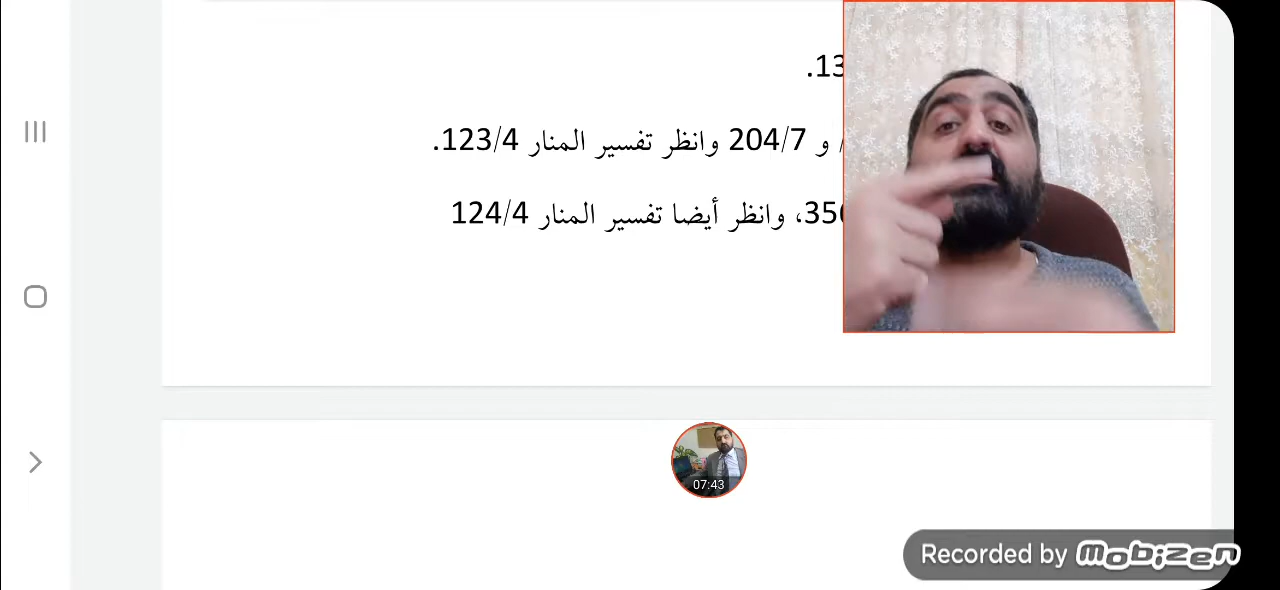 13.
/ و 204/7 وانظر تفسير المنار 123/4.
356، وانظر أيضا تفسير المنار 124/4
07:43
Recorded by mobizen